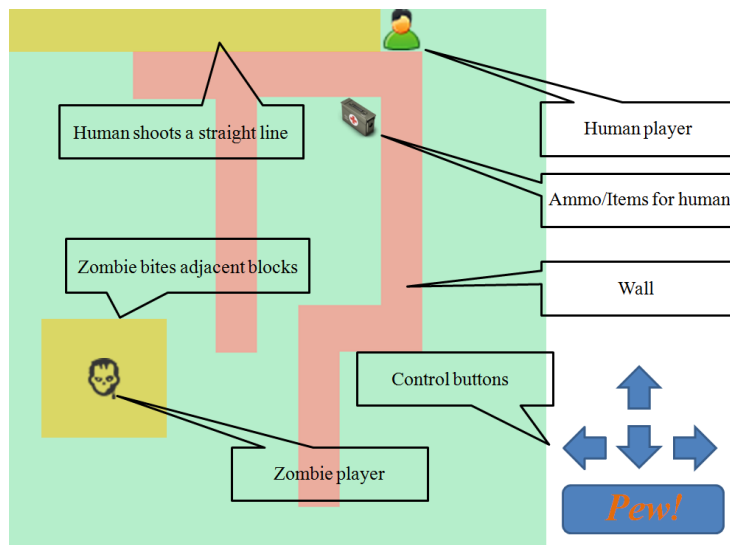 Human shoots a straight line
Human player
Ammo/Items for human
Zombie bites adjacent blocks
Wall
Control buttons
Zombie player
Pew!